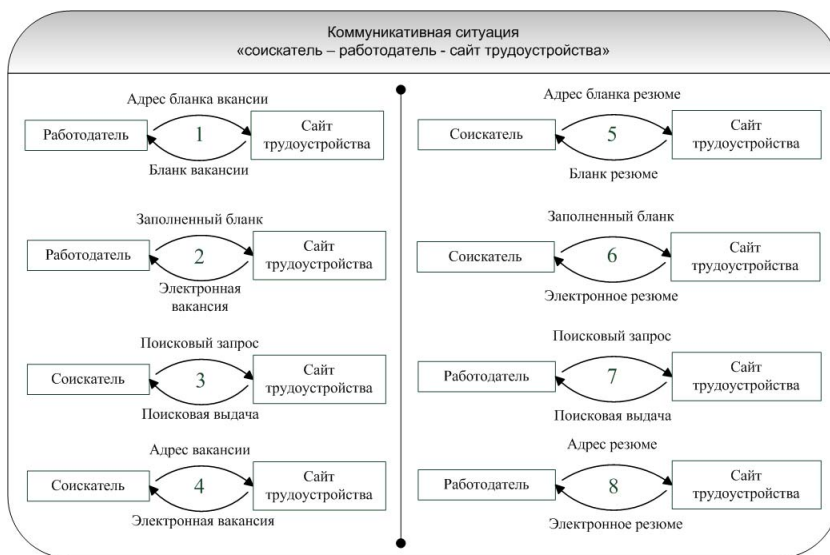 Коммуникативная ситуация
«соискатель – работодатель - сайт трудоустройства»
Адрес бланка вкансии
Работодатель
1
Сайт
трудоустройства
Бланк вакансии
Заполненный бланк
Работодатель
2
Сайт
трудоустройства
Электронная
вакансия
Поисковый запрос
Соискатель
3
Сайт
трудоустройства
Поисковая выдача
Адрес вакансии
Соискатель
4
Сайт
трудоустройства
Электронная вакансия
Адрес бланка резюме
Соискатель
5
Сайт
трудоустройства
Бланк резюме
Заполненный бланк
Соискатель
6
Сайт
трудоустройства
Электронное резюме
Поисковый запрос
Работодатель
7
Сайт
трудоустройства
Поисковая выдача
Адрес резюме
Работодатель
8
Сайт
трудоустройства
Электронное резюме